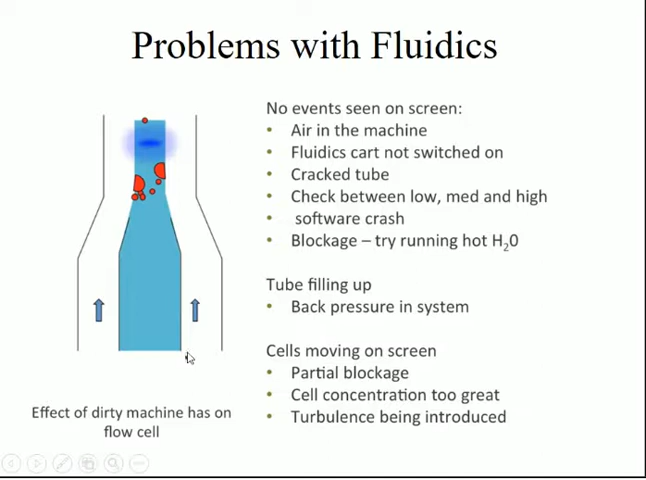 Problems with Fluidics
No events seen on screen:
• Air in the machine
• Fluidics cart not switched on
• Cracked tube
• Check between low, med and high
• software crash
• Blockage – try running hot H₂0
Tube filling up
• Back pressure in system
Cells moving on screen
• Partial blockage
• Cell concentration too great
• Turbulence being introduced
Effect of dirty machine has on
flow cell